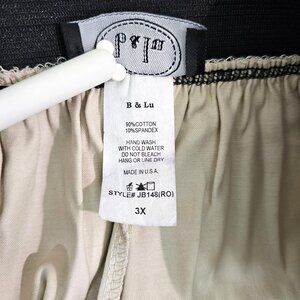 b & lu
B & Lu
90%COTTON
10%SPANDEX
HAND WASH
WITH COLD WATER
DO NOT BLEACH
HANG OR LINE DRY
MADE IN U.S.A.
STYLE# JB148(RO)
3X